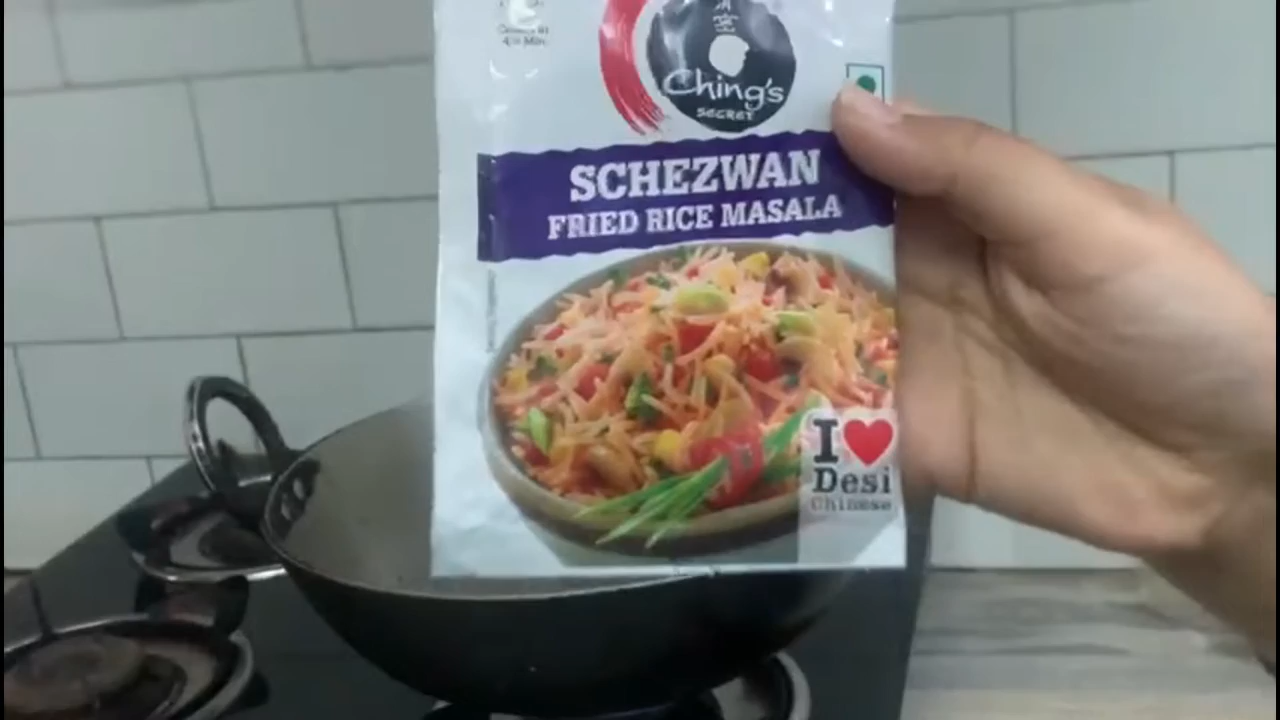 Ching's
SECRET
SCHEZWAN
FRIED RICE MASALA
I
Desi
Chinese